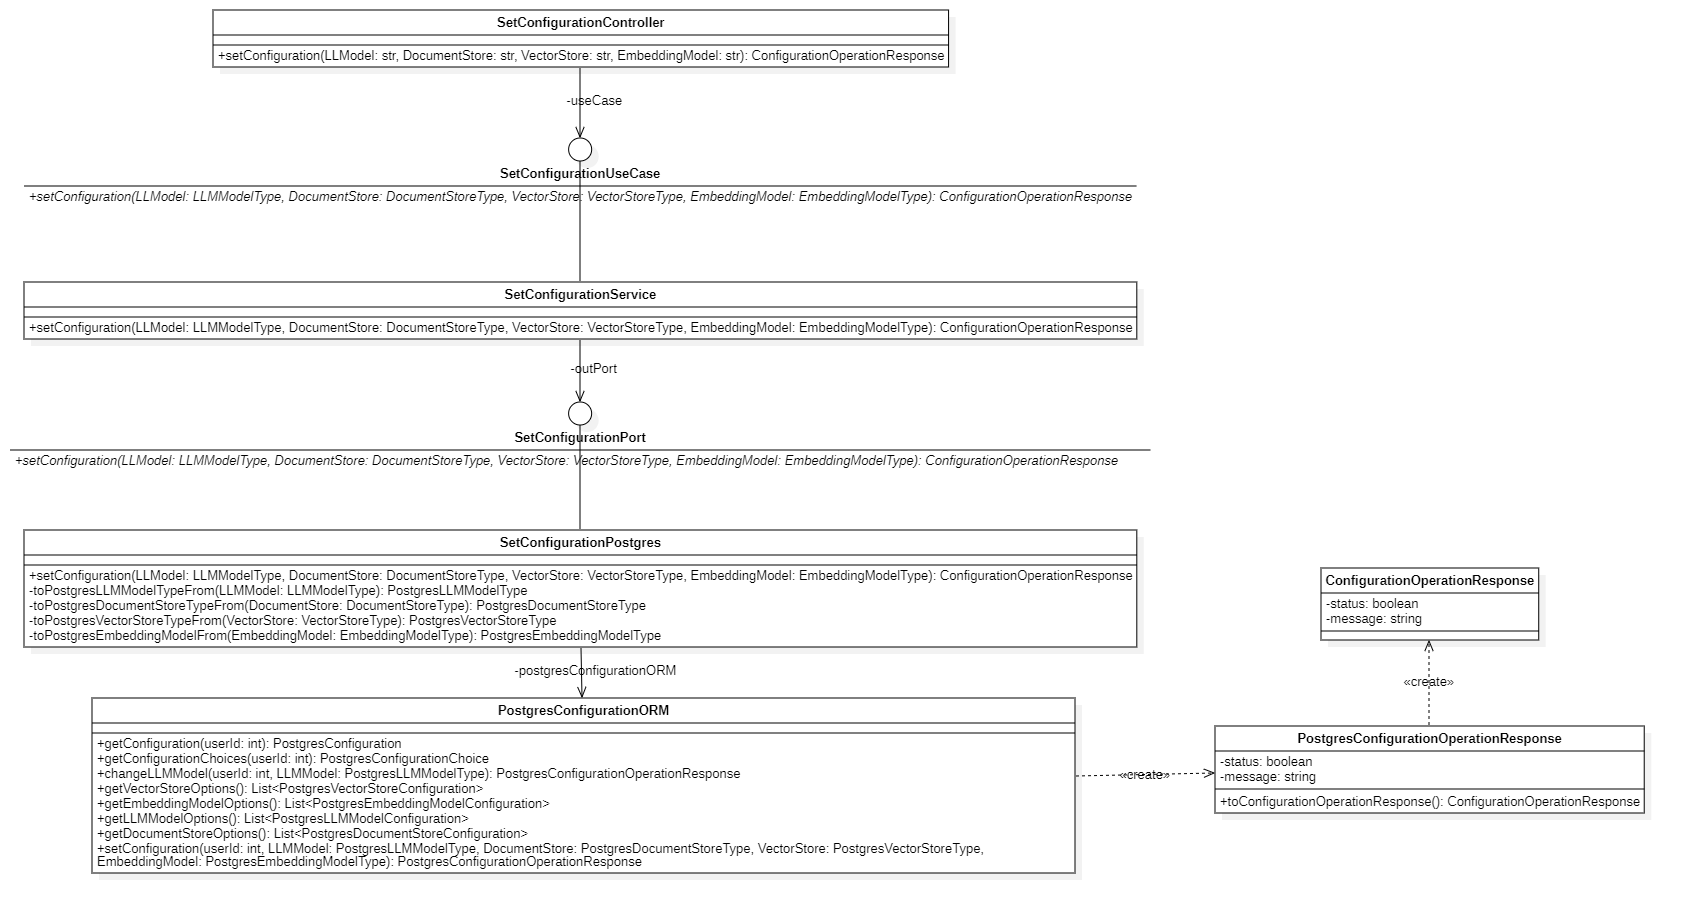 SetConfigurationController
+setConfiguration(LLModel: str, DocumentStore: str, VectorStore: str, EmbeddingModel: str): ConfigurationOperationResponse
-useCase
SetConfigurationUseCase
+setConfiguration(LLModel: LLMModelType, DocumentStore: DocumentStoreType, VectorStore: VectorStoreType, EmbeddingModel: EmbeddingModelType): ConfigurationOperationResponse
SetConfigurationService
+setConfiguration(LLModel: LLMModelType, DocumentStore: DocumentStoreType, VectorStore: VectorStoreType, EmbeddingModel: EmbeddingModelType): ConfigurationOperationResponse
-outPort
SetConfigurationPort
+setConfiguration(LLModel: LLMModelType, DocumentStore: DocumentStoreType, VectorStore: VectorStoreType, EmbeddingModel: EmbeddingModelType): ConfigurationOperationResponse
SetConfigurationPostgres
+setConfiguration(LLModel: LLMModelType, DocumentStore: DocumentStoreType, VectorStore: VectorStoreType, EmbeddingModel: EmbeddingModelType): ConfigurationOperationResponse
-toPostgresLLMModelTypeFrom(LLMModel: LLMModelType): PostgresLLMModelType
-toPostgresDocumentStoreTypeFrom(DocumentStore: DocumentStoreType): PostgresDocumentStoreType
-toPostgresVectorStoreTypeFrom(VectorStore: VectorStoreType): PostgresVectorStoreType
-toPostgresEmbeddingModelFrom(EmbeddingModel: EmbeddingModelType): PostgresEmbeddingModelType
-postgresConfigurationORM
PostgresConfigurationORM
+getConfiguration(userId: int): PostgresConfiguration
+getConfigurationChoices(userId: int): PostgresConfigurationChoice
+changeLLMModel(userId: int, LLMModel: PostgresLLMModelType): PostgresConfigurationOperationResponse
+getVectorStoreOptions(): List<PostgresVectorStoreConfiguration>
+getEmbeddingModelOptions(): List<PostgresEmbeddingModelConfiguration>
+getLLMModelOptions(): List<PostgresLLMModelConfiguration>
+getDocumentStoreOptions(): List<PostgresDocumentStoreConfiguration>
+setConfiguration(userId: int, LLMModel: PostgresLLMModelType, DocumentStore: PostgresDocumentStoreType, VectorStore: PostgresVectorStoreType,
EmbeddingModel: PostgresEmbeddingModelType): PostgresConfigurationOperationResponse
«create»
ConfigurationOperationResponse
-status: boolean
-message: string
«create»
PostgresConfigurationOperationResponse
-status: boolean
-message: string
+toConfigurationOperationResponse(): ConfigurationOperationResponse